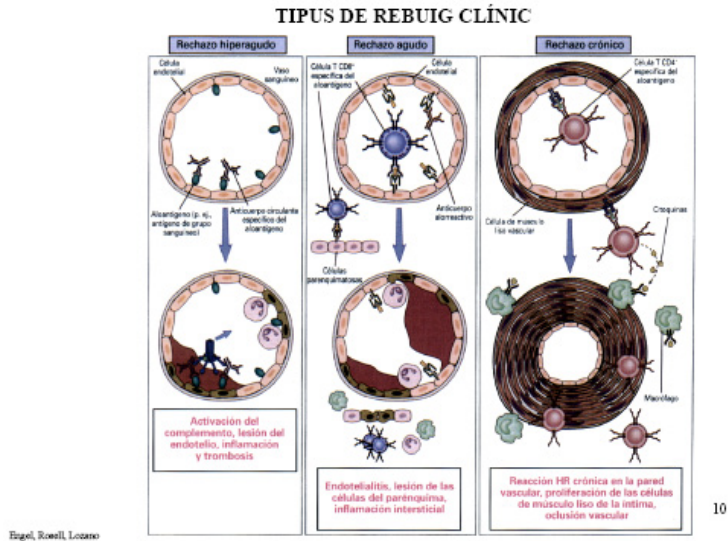 TIPUS DE REBUIG CLÍNIC
Rechazo hiperagudo
Célula
endotelial
Vaso
sanguíneo
Aloantígeno (p. ej.,
antígeno de grupo
sanguíneo)
Anticuerpo circulante
específico del
aloantígeno
Activación del
complemento, lesión del
endotelio, inflamación
y trombosis
Rechazo agudo
Célula T CD8+
específica del
aloantígeno
Célula
endotelial
Anticuerpo
alorreactivo
Células
parenquimatosas
Endotelialitis, lesión de las
células del parénquima,
inflamación intersticial
Rechazo crónico
Célula T CD4+
específica del
aloantígeno
Célula de músculo
lisa vascular
Citoquinas
Macrófago
Reacción HR crónica en la pared
vascular, proliferación de las células
de músculo liso de la íntima,
oclusión vascular
10
Engel, Rosell, Lozano